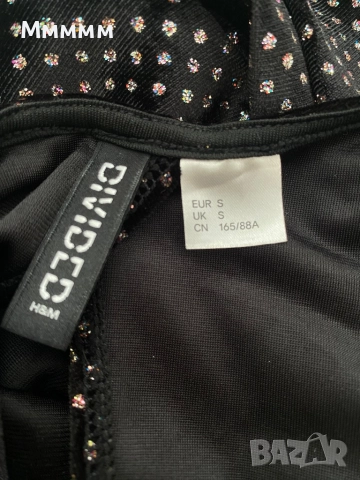 Mmmmm
DIVIDED
H&M
EUR S
UK S
CN 165/88A
BAZAR